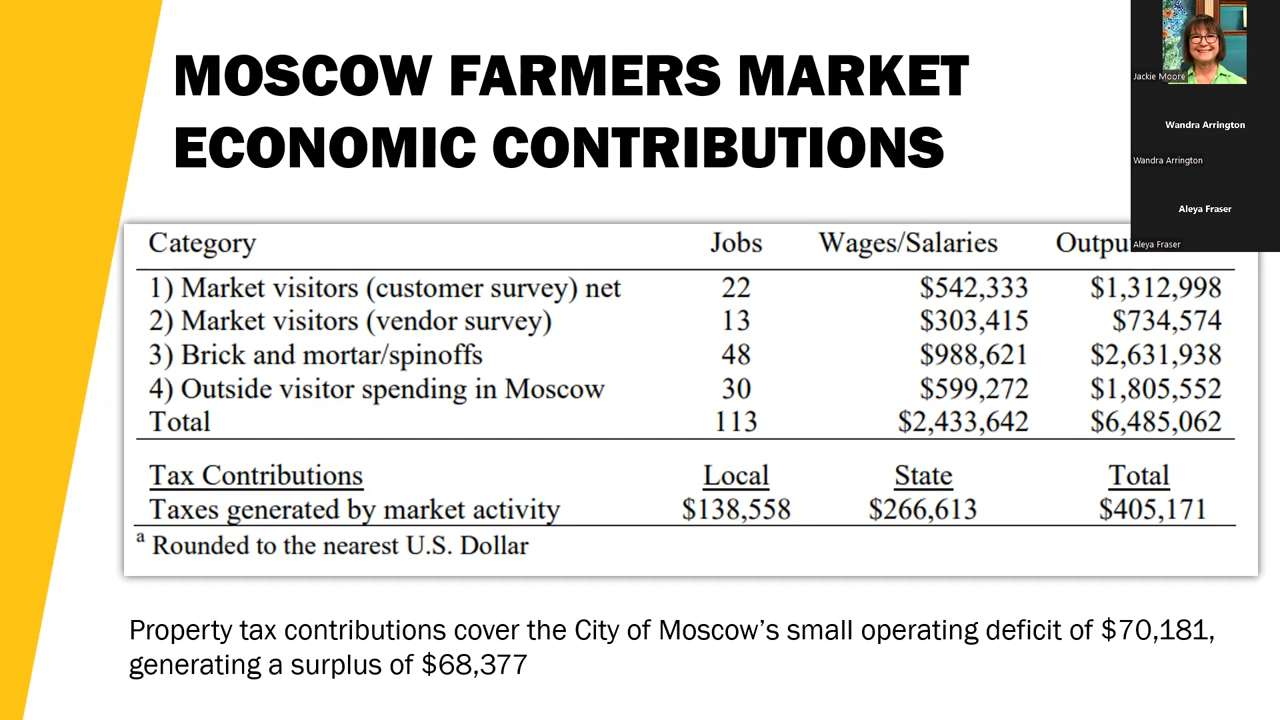 MOSCOW FARMERS MARKET
ECONOMIC CONTRIBUTIONS
Jackie Moore
Wandra Arrington
Wandra Arrington
Aleya Fraser
Aleya Fraser
Category Jobs Wages/Salaries
1) Market visitors (customer survey) net 22 $542,333 $1,312,998
2) Market visitors (vendor survey) 13 $303,415 $734,574
3) Brick and mortar/spinoffs 48 $988,621 $2,631,938
4) Outside visitor spending in Moscow 30 $599,272 $1,805,552
Total 113 $2,433,642 $6,485,062
Tax Contributions Local State Total
Taxes generated by market activity $138,558 $266,613 $405,171
a Rounded to the nearest U.S. Dollar
Property tax contributions cover the City of Moscow’s small operating deficit of $70,181,
generating a surplus of $68,377